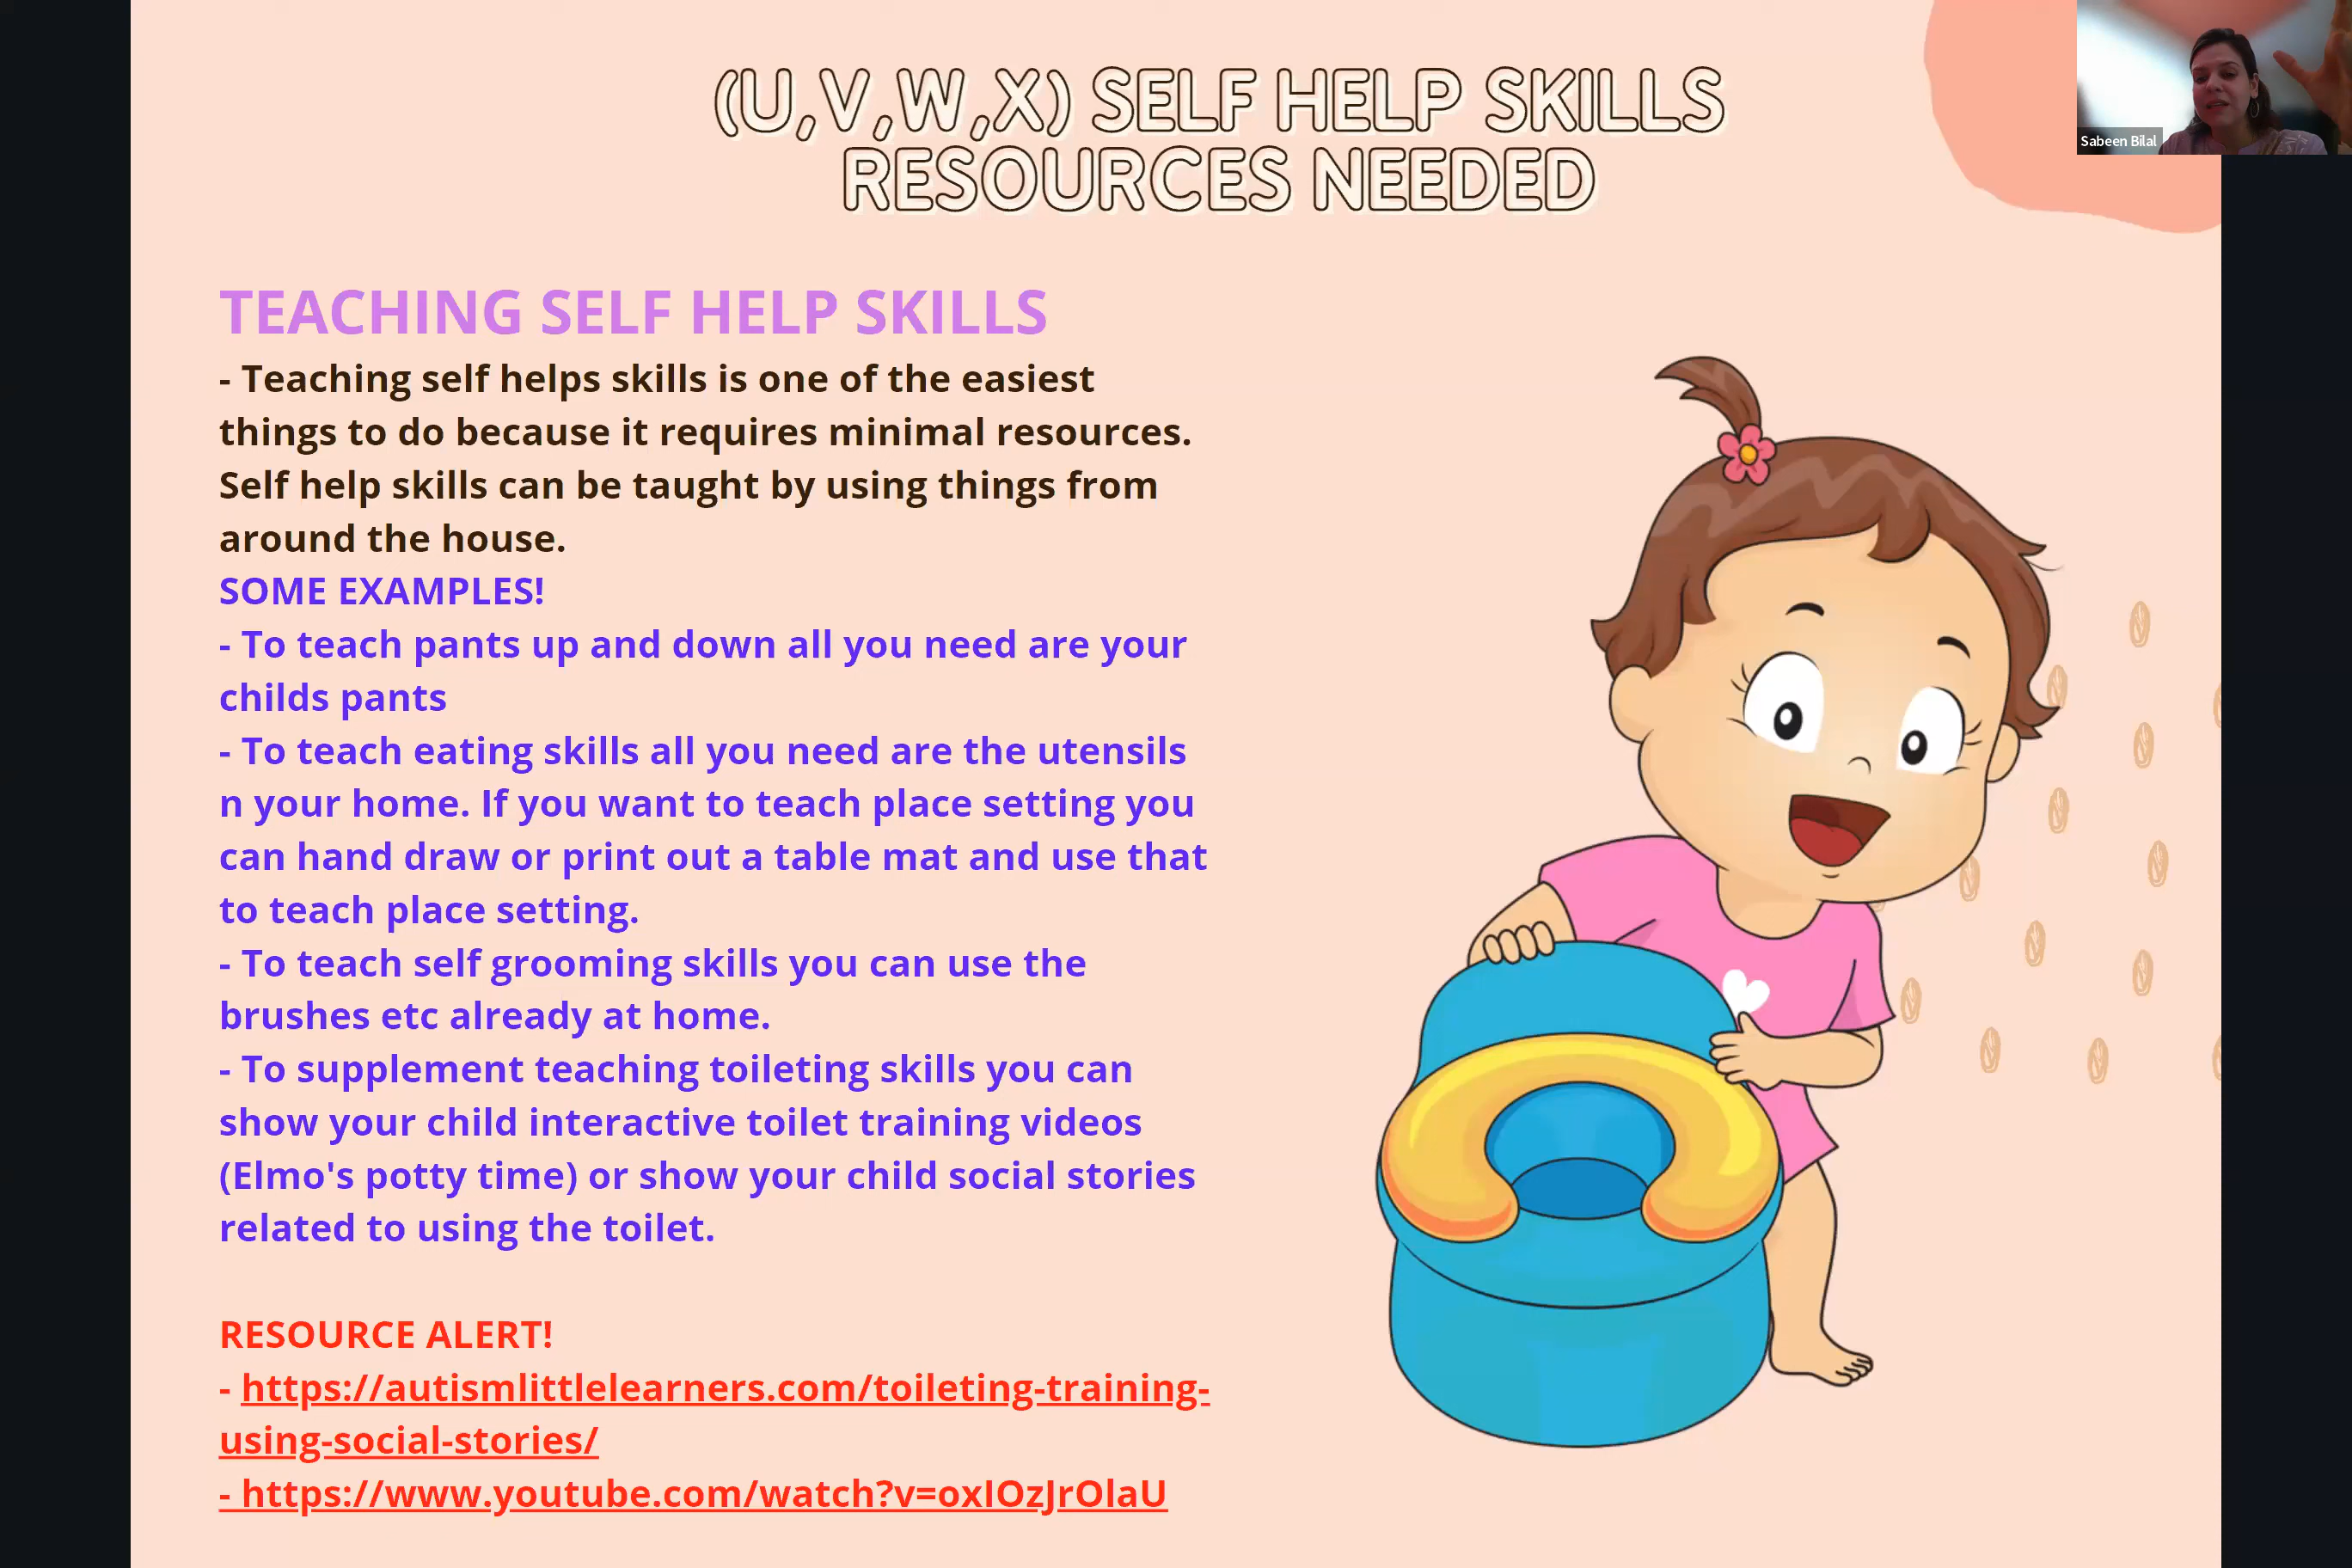 (U,V,W,X) SELF HELP SKILLS
RESOURCES NEEDED
Sabeen Bilal
TEACHING SELF HELP SKILLS
- Teaching self helps skills is one of the easiest
things to do because it requires minimal resources.
Self help skills can be taught by using things from
around the house.
SOME EXAMPLES!
- To teach pants up and down all you need are your
childs pants
- To teach eating skills all you need are the utensils
n your home. If you want to teach place setting you
can hand draw or print out a table mat and use that
to teach place setting.
- To teach self grooming skills you can use the
brushes etc already at home.
- To supplement teaching toileting skills you can
show your child interactive toilet training videos
(Elmo's potty time) or show your child social stories
related to using the toilet.
RESOURCE ALERT!
- https://autismlittlelearners.com/toileting-training-
using-social-stories/
- https://www.youtube.com/watch?v=oxIOzJrOlaU